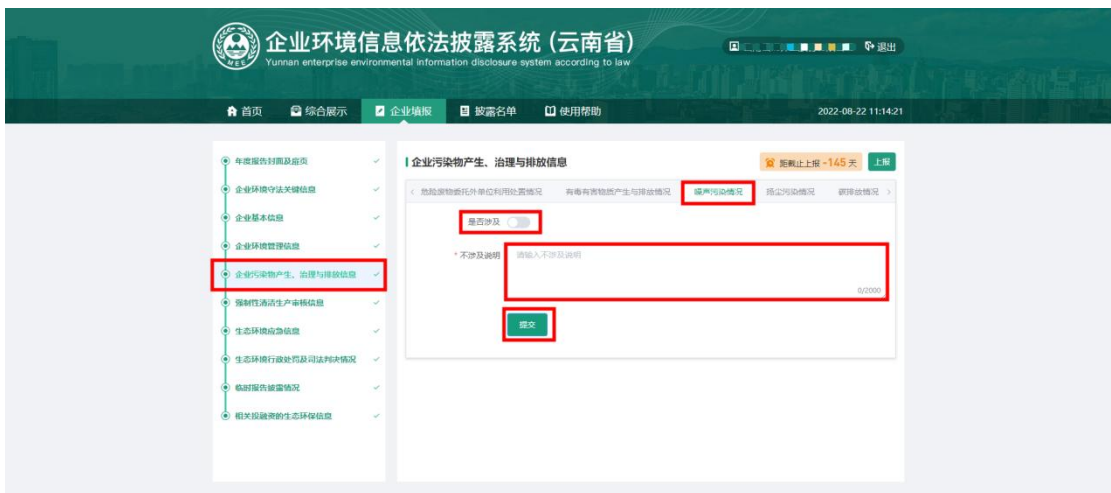 企业环境信息依法披露系统 (云南省)
Yunnan enterprise environmental information disclosure system according to law
MEE
退出
首页 综合展示 企业填报 披露名单 使用帮助 2022-08-22 11:14:21
年度报告封面及扉页
企业环境守法关键信息
企业基本信息
企业环境管理信息
企业污染物产生、治理与排放信息
强制性清洁生产审核信息
生态环境应急信息
生态环境行政处罚及司法判决情况
临时报告披露情况
相关投融资的生态环保信息
企业污染物产生、治理与排放信息 距截止上报 -145 天 上报
危险废物委托外单位利用处置情况 有毒有害物质产生与排放情况 噪声污染情况 扬尘污染情况 碳排放情况
是否涉及
* 不涉及说明 请输入不涉及说明
0/2000
提交